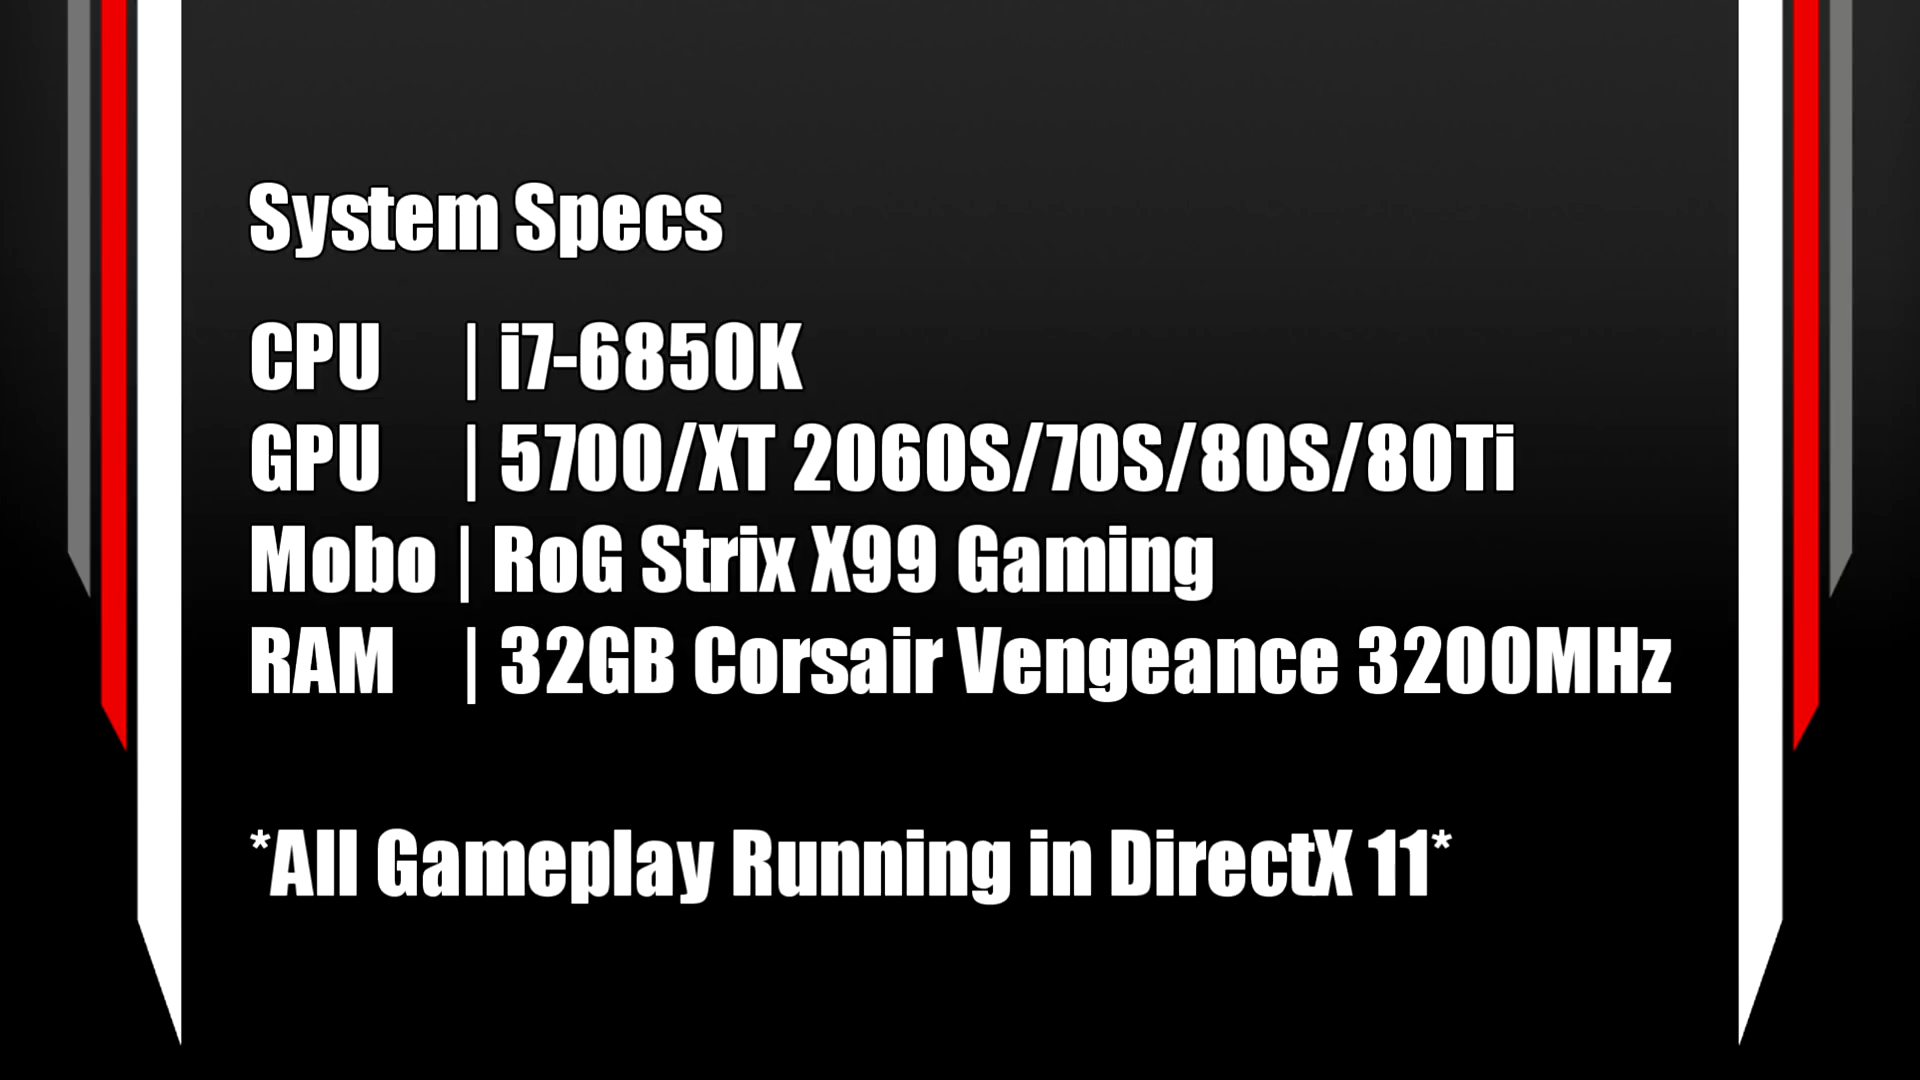 System Specs
CPU | i7-6850K
GPU | 5700/XT 2060S/70S/80S/80Ti
Mobo | RoG Strix X99 Gaming
RAM | 32GB Corsair Vengeance 3200MHz
*All Gameplay Running in DirectX 11*